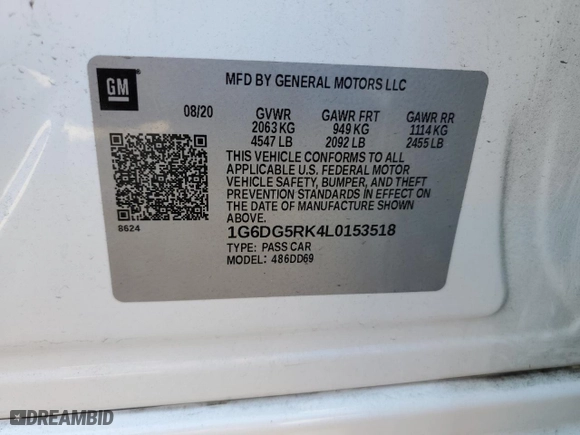 GM
MFD BY GENERAL MOTORS LLC
08/20 GVWR GAWR FRT GAWR RR
2063 KG 949 KG 1114 KG
4547 LB 2092 LB 2455 LB
THIS VEHICLE CONFORMS TO ALL
APPLICABLE U.S. FEDERAL MOTOR
VEHICLE SAFETY, BUMPER, AND THEFT
PREVENTION STANDARDS IN EFFECT ON
THE DATE OF MANUFACTURE SHOWN
ABOVE.
8624
1G6DG5RK4L0153518
TYPE: PASS CAR
MODEL: 486DD69
DREAMBID